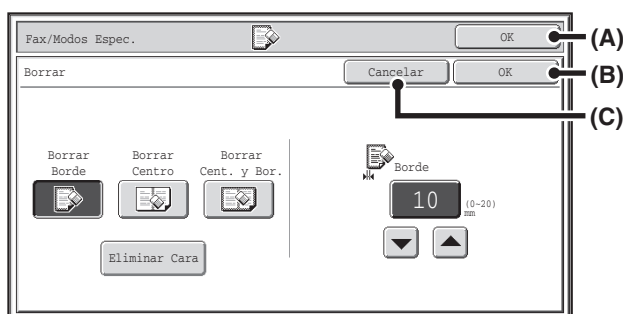 Fax/Modos Espec. OK (A)
Borrar Cancelar OK (B)
(C)
Borrar Borde
Borrar Centro
Borrar Cent. y Bor.
Eliminar Cara
Borde
10 (0~20) mm